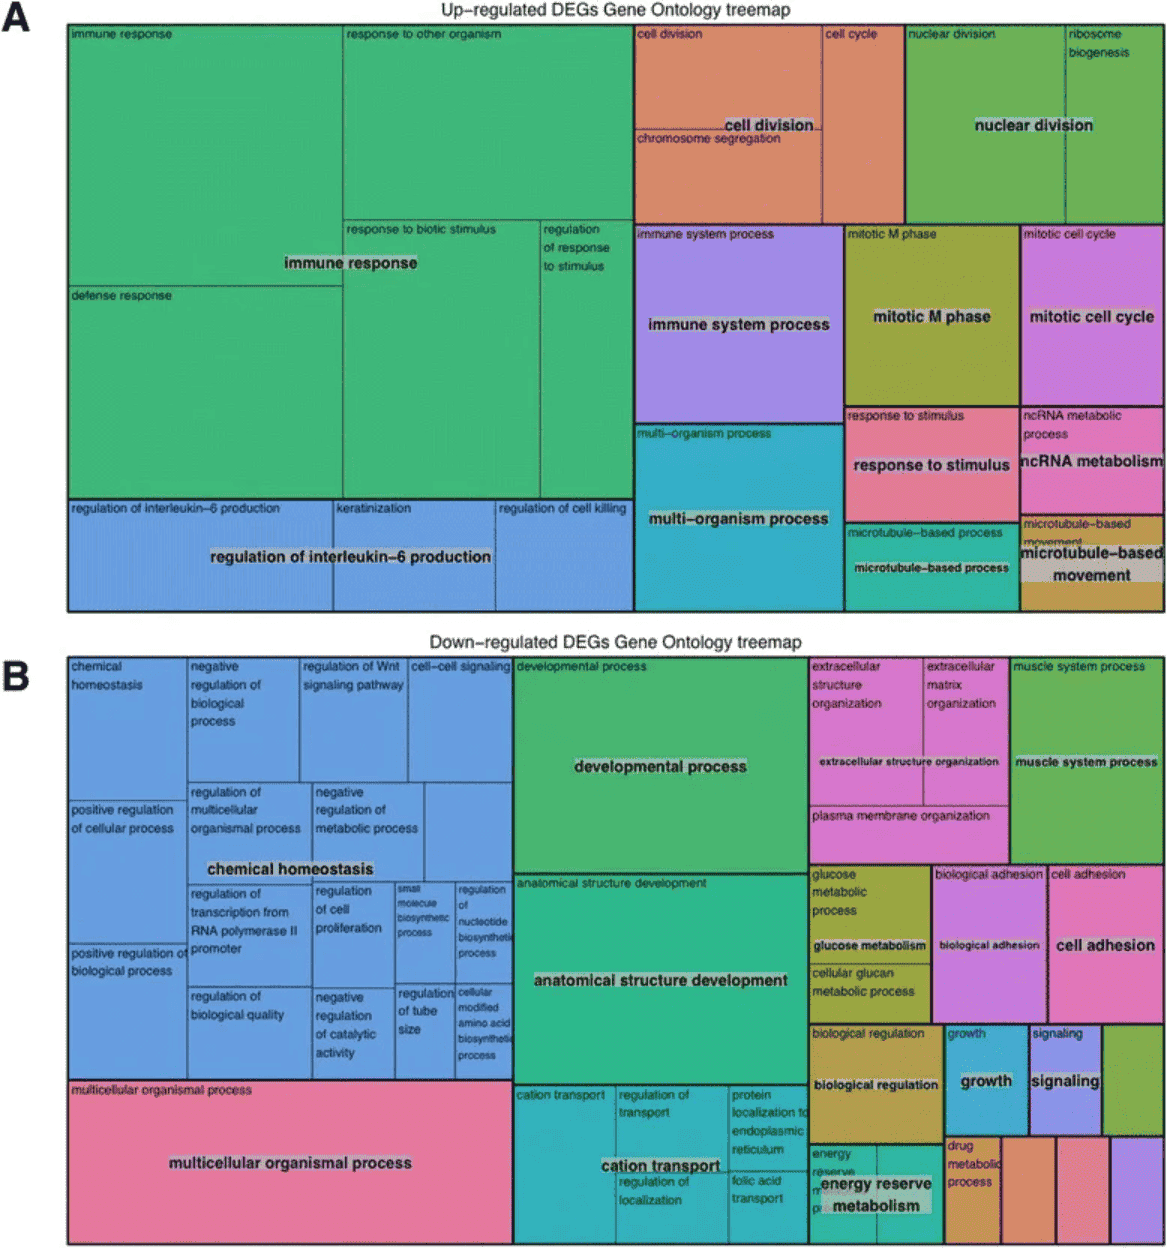 A
Up-regulated DEGs Gene Ontology treemap
immune response
response to other organism
cell division
cell cycle
nuclear division
ribosome
biogenesis
cell division
nuclear division
chromosome segregation
response to biotic stimulus
regulation
of response
to stimulus
immune response
defense response
immune system process
mitotic M phase
mitotic cell cycle
immune system process
mitotic M phase
mitotic cell cycle
response to stimulus
ncRNA metabolic
process
multi-organism process
response to stimulus
ncRNA metabolism
regulation of interleukin-6 production
keratinization
regulation of cell killing
multi-organism process
microtubule-based process
microtubule-based
movement
regulation of interleukin-6 production
microtubule-based process
microtubule-based
movement
B
Down-regulated DEGs Gene Ontology treemap
chemical
homeostasis
negative
regulation of
biological
process
regulation of Wnt
signaling pathway
cell-cell signaling
developmental process
extracellular
structure
organization
extracellular
matrix
organization
muscle system process
developmental process
extracellular structure organization
muscle system process
positive regulation
of cellular process
regulation of
multicellular
organismal process
negative
regulation of
metabolic process
plasma membrane organization
chemical homeostasis
anatomical structure development
glucose
metabolic
process
biological adhesion
cell adhesion
regulation of
transcription from
RNA polymerase II
promoter
regulation
of cell
proliferation
small
molecule
biosynthetic
process
regulation
of
nucleotide
biosynthetic
process
glucose metabolism
biological adhesion
cell adhesion
positive regulation of
biological process
anatomical structure development
cellular glucan
metabolic process
regulation of
biological quality
negative
regulation
of catalytic
activity
regulation
of tube
size
cellular
modified
amino acid
biosynthetic
process
biological regulation
growth
signaling
biological regulation
growth
signaling
multicellular organismal process
cation transport
regulation of
transport
protein
localization to
endoplasmic
reticulum
multicellular organismal process
cation transport
regulation of
localization
folic acid
transport
energy
reserve
energy reserve
metabolism
drug
metabolic
process